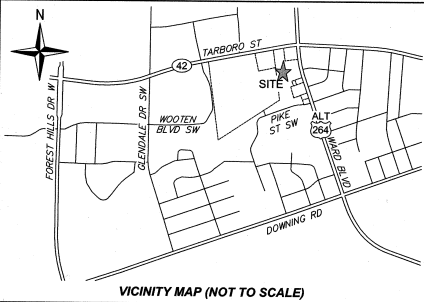 N
TARBORO ST
42
SITE
FOREST HILLS DR W
GLENDALE DR SW
WOOTEN
BLVD SW
PIKE
ST SW
ALT
264
WARD BLVD
DOWNING RD
VICINITY MAP (NOT TO SCALE)